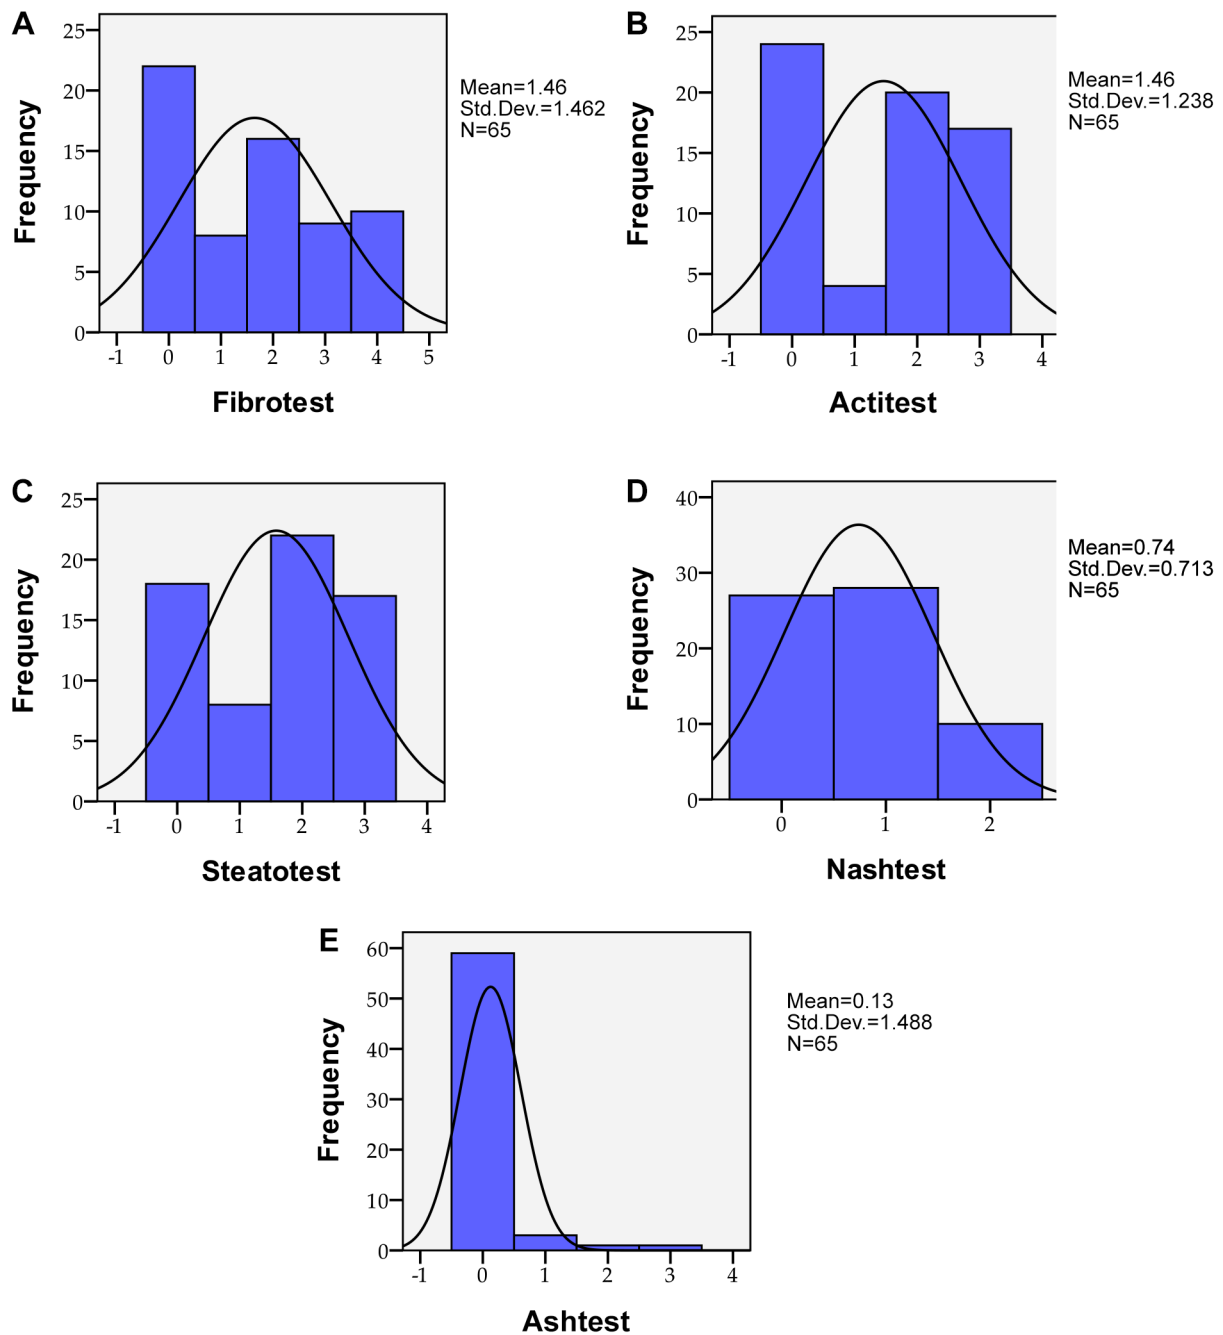 A
Frequency
25
20
15
10
5
0
-1 0 1 2 3 4 5
Fibrotest
Mean=1.46
Std.Dev.=1.462
N=65
B
Frequency
25
20
15
10
5
0
-1 0 1 2 3 4
Actitest
Mean=1.46
Std.Dev.=1.238
N=65
C
Frequency
25
20
15
10
5
0
-1 0 1 2 3 4
Steatotest
D
Frequency
40
30
20
10
0
0 1 2
Nashtest
Mean=0.74
Std.Dev.=0.713
N=65
E
Frequency
60
50
40
30
20
10
0
-1 0 1 2 3 4
Ashtest
Mean=0.13
Std.Dev.=1.488
N=65